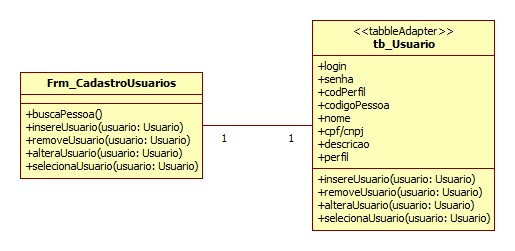 Frm_CadastroUsuarios
+buscaPessoa()
+insereUsuario(usuario: Usuario)
+removeUsuario(usuario: Usuario)
+alteraUsuario(usuario: Usuario)
+selecionaUsuario(usuario: Usuario)
1
1
<<tabbleAdapter>>
tb_Usuario
+login
+senha
+codPerfil
+codigoPessoa
+nome
+cpf/cnpj
+descricao
+perfil
+insereUsuario(usuario: Usuario)
+removeUsuario(usuario: Usuario)
+alteraUsuario(usuario: Usuario)
+selecionaUsuario(usuario: Usuario)